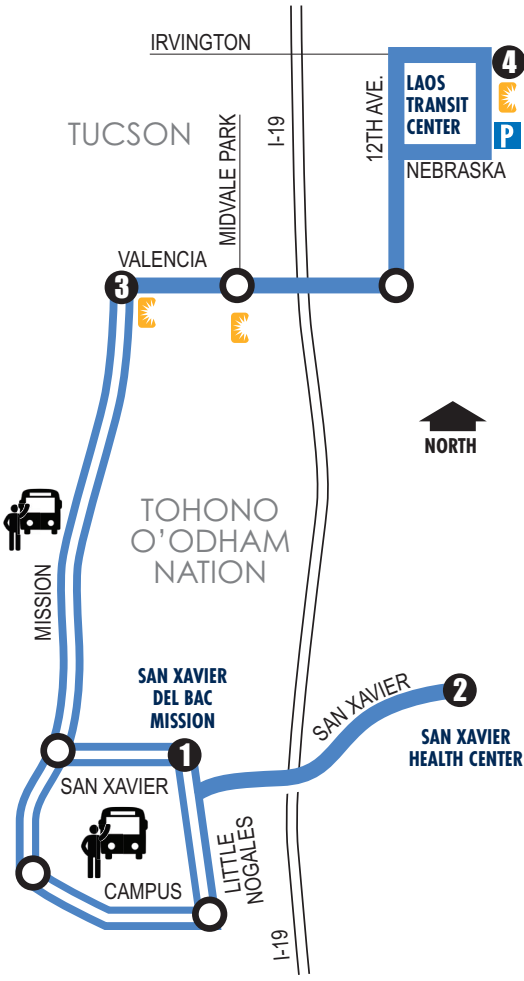 IRVINGTON
4
LAOS
TRANSIT
CENTER
P
TUCSON
MIDVALE PARK
I-19
12TH AVE.
NEBRASKA
VALENCIA
3
NORTH
TOHONO
O'ODHAM
NATION
MISSION
SAN XAVIER
DEL BAC
MISSION
SAN XAVIER
2
1
SAN XAVIER
HEALTH CENTER
SAN XAVIER
LITTLE
NOGALES
CAMPUS
I-19